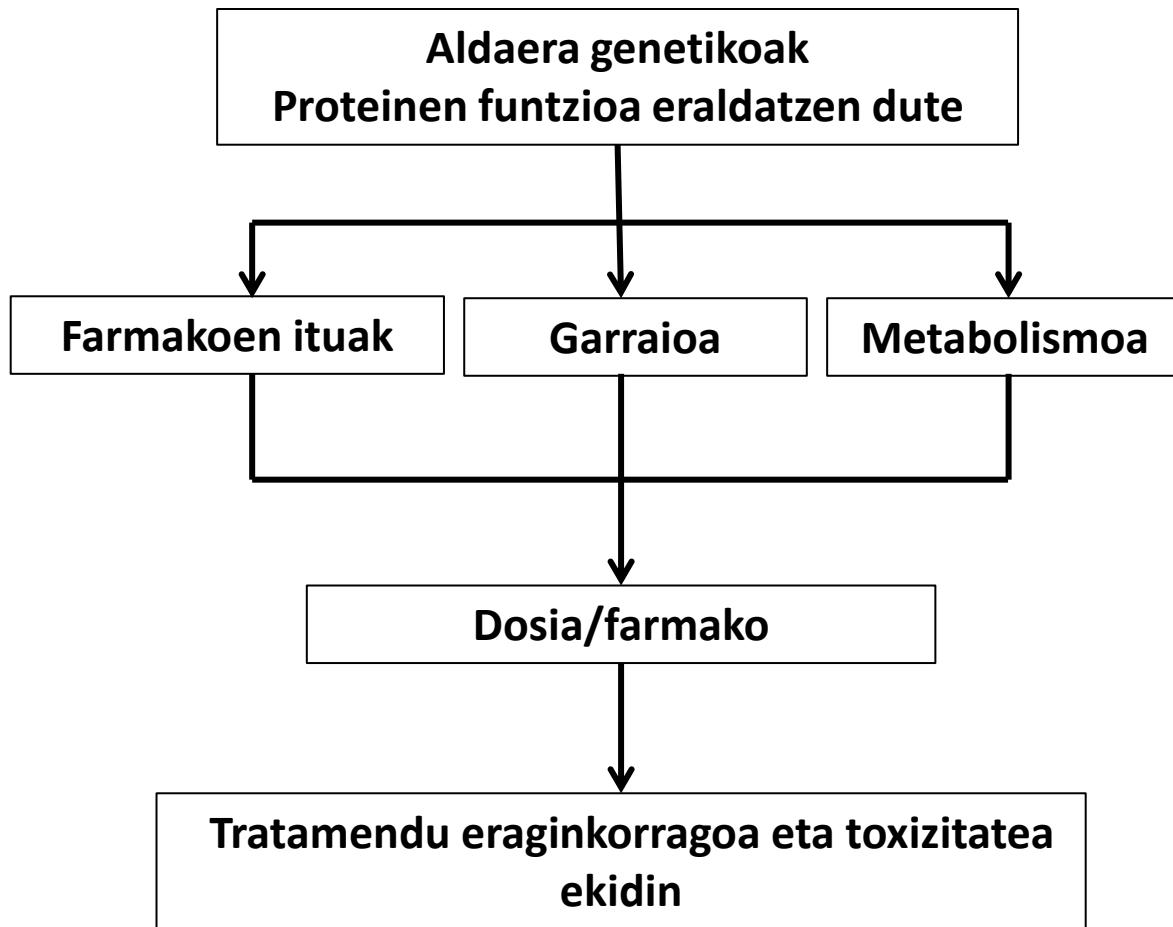 Aldaera genetikoak
Proteinen funtzioa eraldatzen dute
Farmakoen ituak
Garraioa
Metabolismoa
Dosia/farmako
Tratamendu eraginkorragoa eta toxizitatea
ekidin